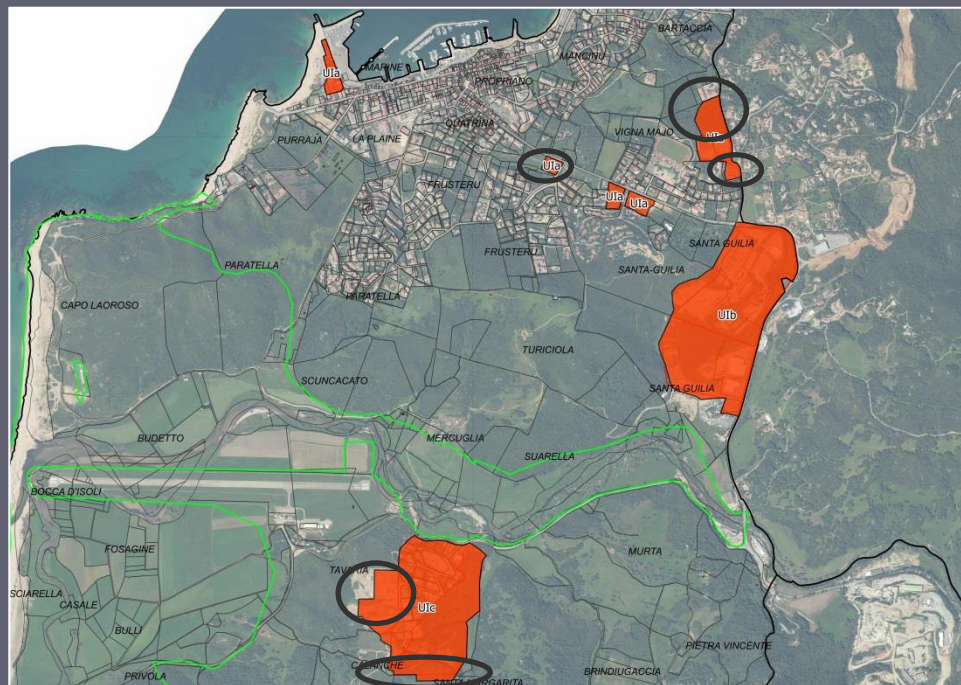 BARTACCIA
MANCINU
MARINE
UIa
PROPRIANO
QUATRINA
VIGNA MAJO
PURRAJA
LA PLAINE
UIa
FRUSTERU
UIa
UIa
SANTA GUILIA
FRUSTERU
PARATELLA
SANTA-GUILIA
PARATELLA
CAPO LAOROSO
UIb
TURICIOLA
SCUNCACATO
SANTA GUILIA
BUDETTO
MERCUGLIA
SUARELLA
BOCCA D'ISOLI
FOSAGINE
MURTA
TAVARIA
SCIARELLA
CASALE
UIc
BULLI
PIETRA VINCENTE
CALANCHE
PRIVOLA
BRINDIUGACCIA